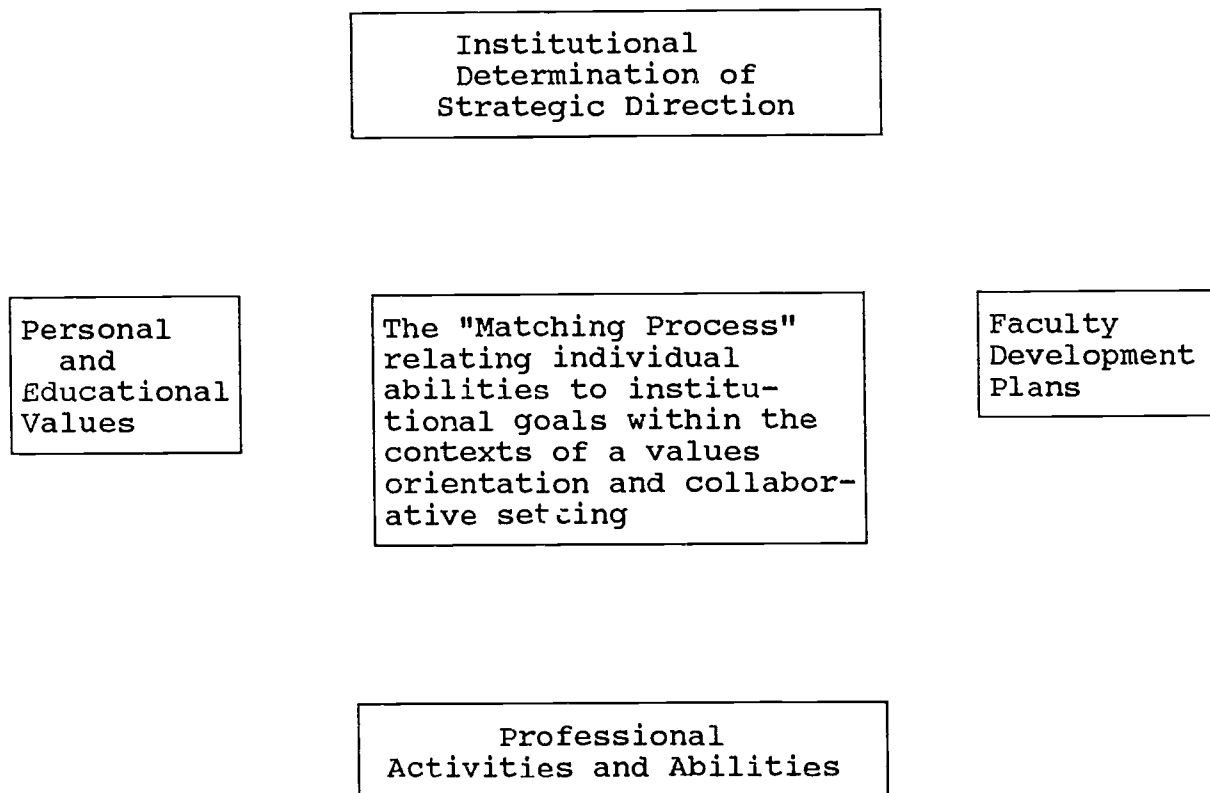 Institutional
Determination of
Strategic Direction
Personal
and
Educational
Values
The "Matching Process"
relating individual
abilities to institu-
tional goals within the
contexts of a values
orientation and collabor-
ative setting
Faculty
Development
Plans
Professional
Activities and Abilities